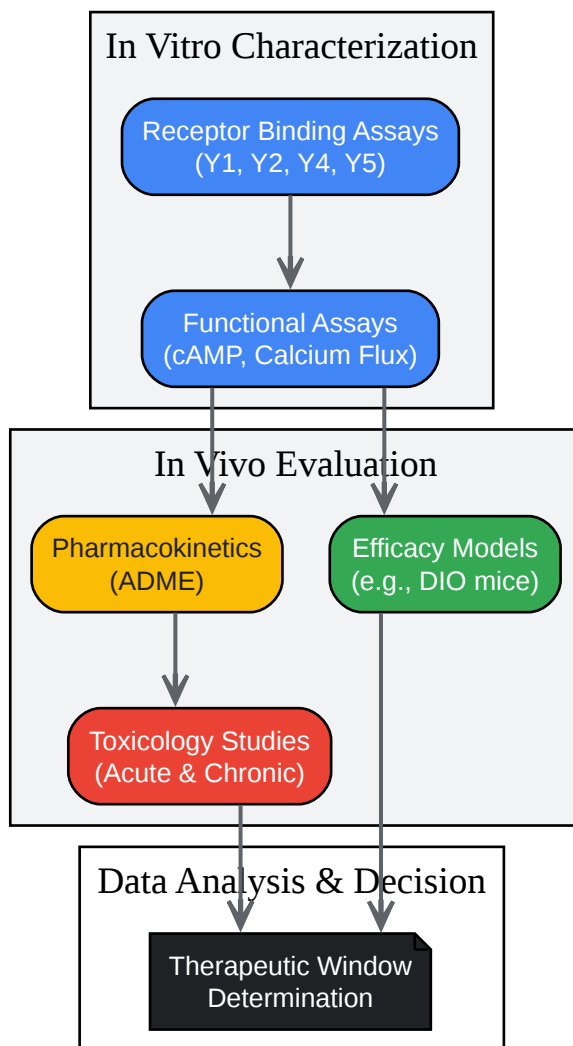 In Vitro Characterization
Receptor Binding Assays
(Y1, Y2, Y4, Y5)
Functional Assays
(cAMP, Calcium Flux)
In Vivo Evaluation
Pharmacokinetics
(ADME)
Efficacy Models
(e.g., DIO mice)
Toxicology Studies
(Acute & Chronic)
Data Analysis & Decision
Therapeutic Window
Determination